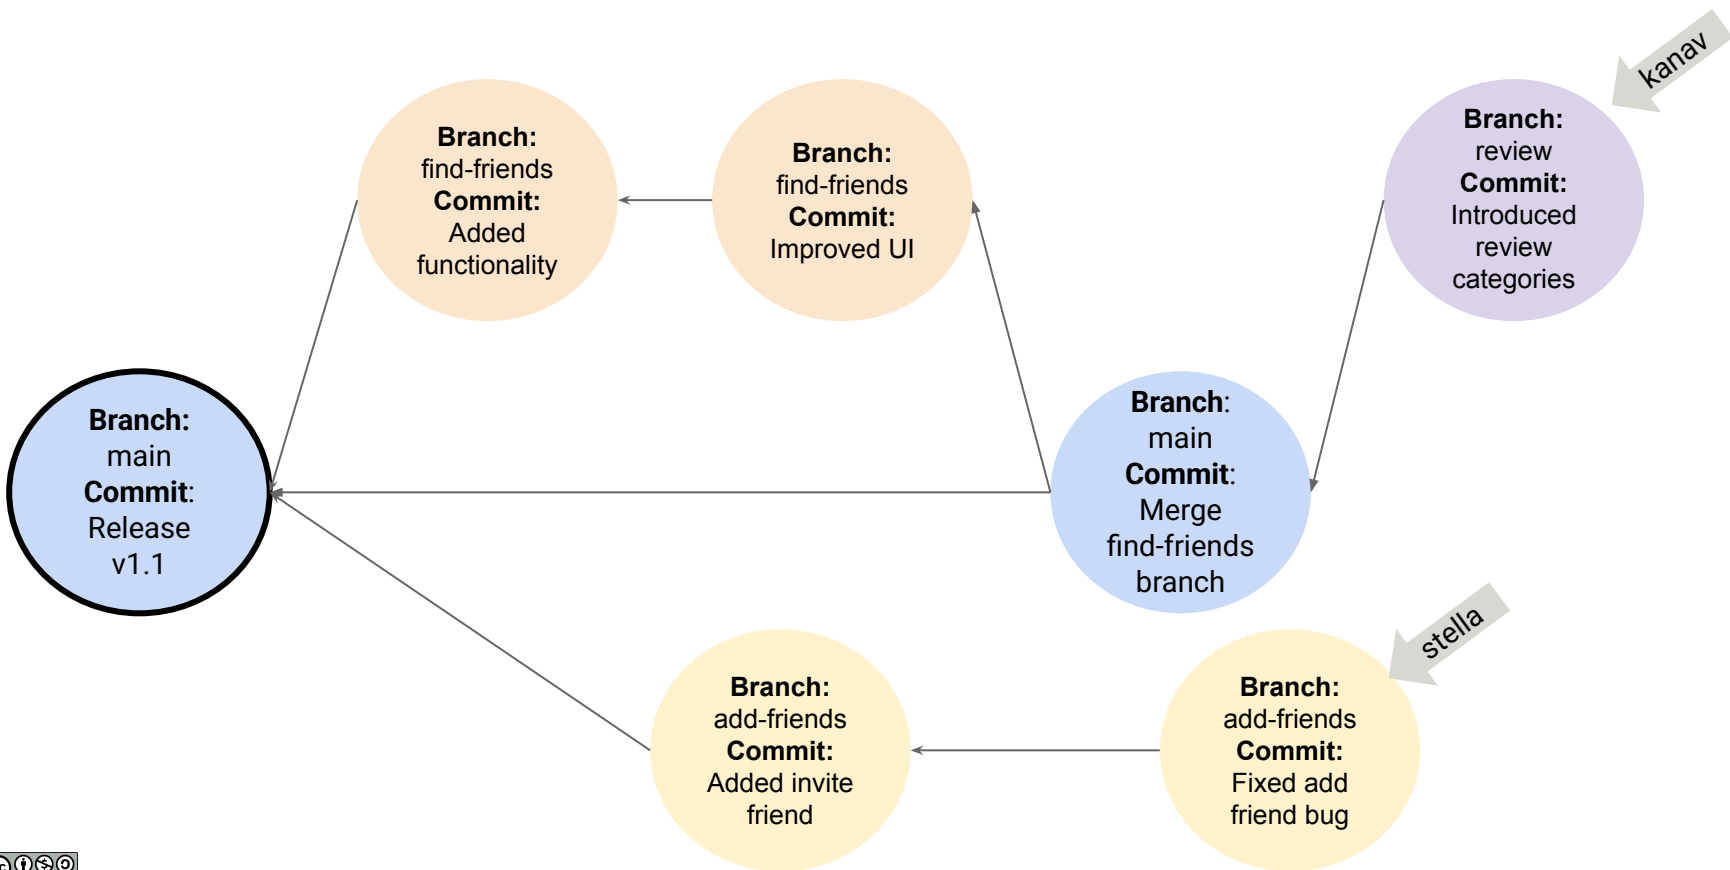 kanav
Branch:
find-friends
Commit:
Added
functionality
Branch:
find-friends
Commit:
Improved UI
Branch:
review
Commit:
Introduced
review
categories
Branch:
main
Commit:
Release
v1.1
Branch:
main
Commit:
Merge
find-friends
branch
stella
Branch:
add-friends
Commit:
Added invite
friend
Branch:
add-friends
Commit:
Fixed add
friend bug